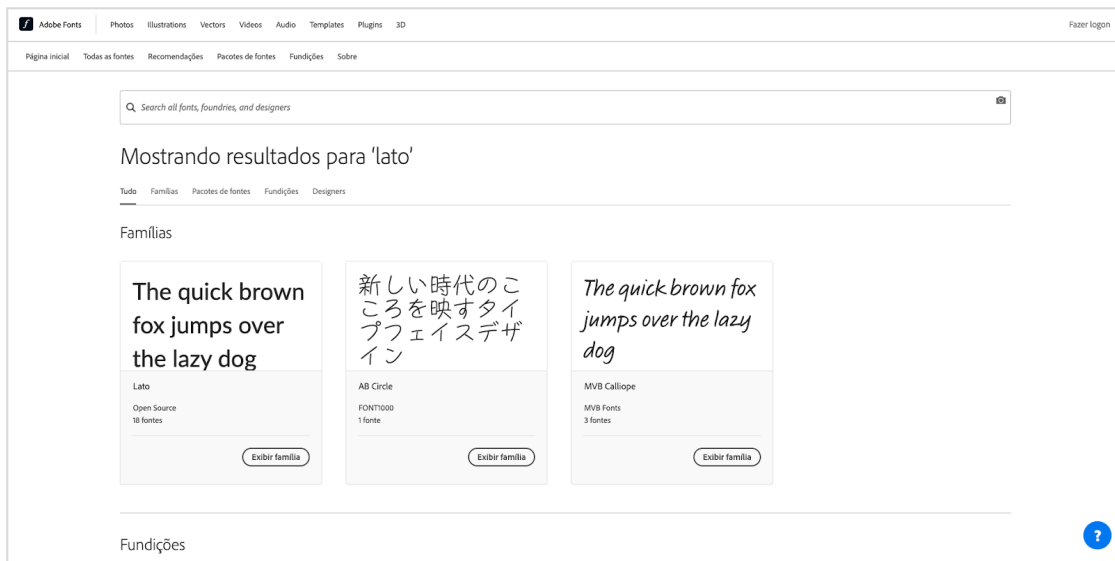 Adobe Fonts Photos Illustrations Vectors Videos Audio Templates Plugins 3D Fazer logon
Página inicial Todas as fontes Recomendações Pacotes de fontes Fundições Sobre
Search all fonts, foundries, and designers
Mostrando resultados para ‘lato’
Tudo Famílias Pacotes de fontes Fundições Designers
Famílias
The quick brown
fox jumps over
the lazy dog
Lato
Open Source
18 fontes
Exibir família
新しい時代のこ
ころを映すタイ
プフェイスデザ
イン
AB Circle
FONT1000
1 fonte
Exibir família
The quick brown fox
jumps over the lazy
dog
MVB Calliope
MVB Fonts
3 fontes
Exibir família
Fundições
?